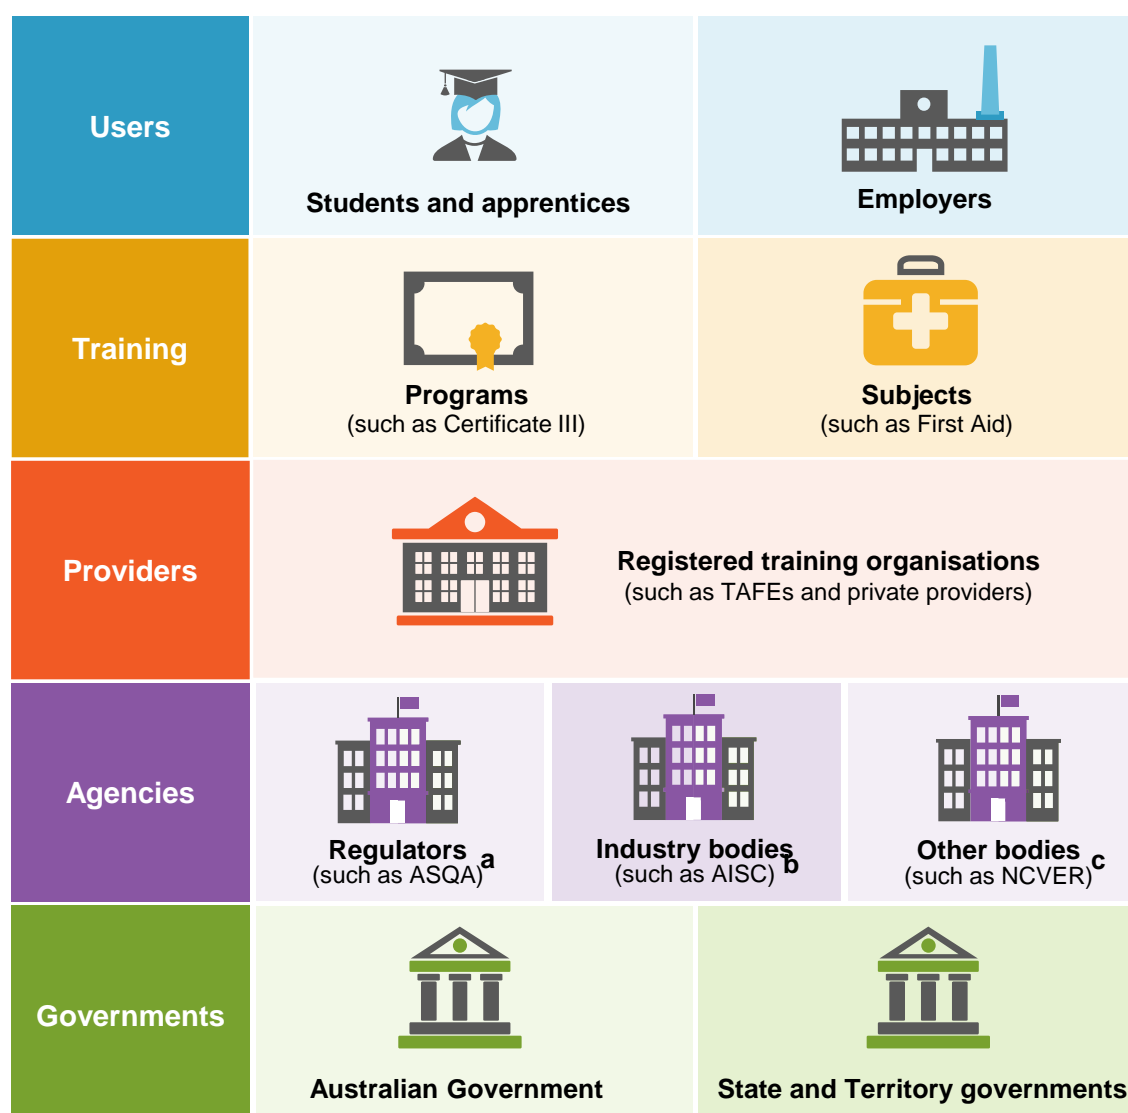 Users
Students and apprentices
Employers
Training
Programs
(such as Certificate III)
Subjects
(such as First Aid)
Providers
Registered training organisations
(such as TAFEs and private providers)
Agencies
Regulators a
(such as ASQA)
Industry bodies b
(such as AISC)
Other bodies c
(such as NCVER)
Governments
Australian Government
State and Territory governments